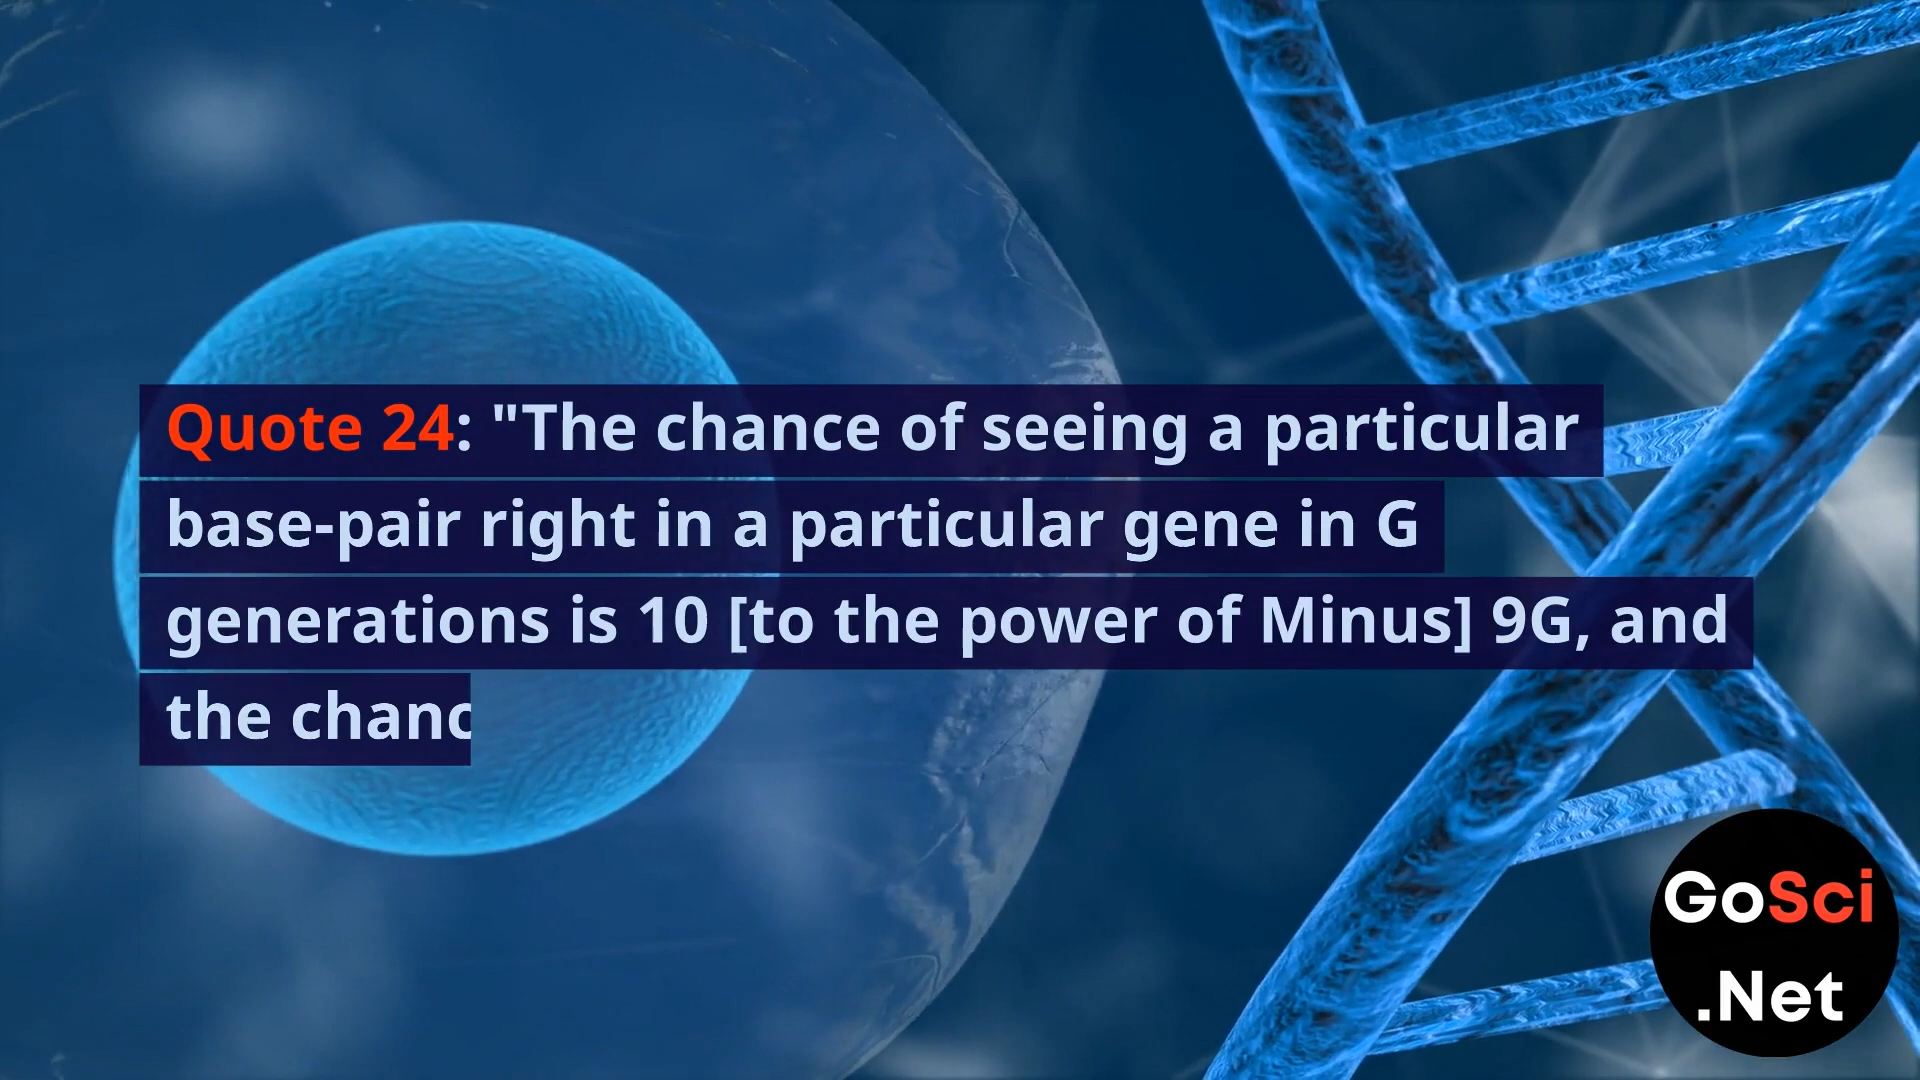 Quote 24: "The chance of seeing a particular
base-pair right in a particular gene in G
generations is 10 [to the power of Minus] 9G, and
the chanc
GoSci
.Net